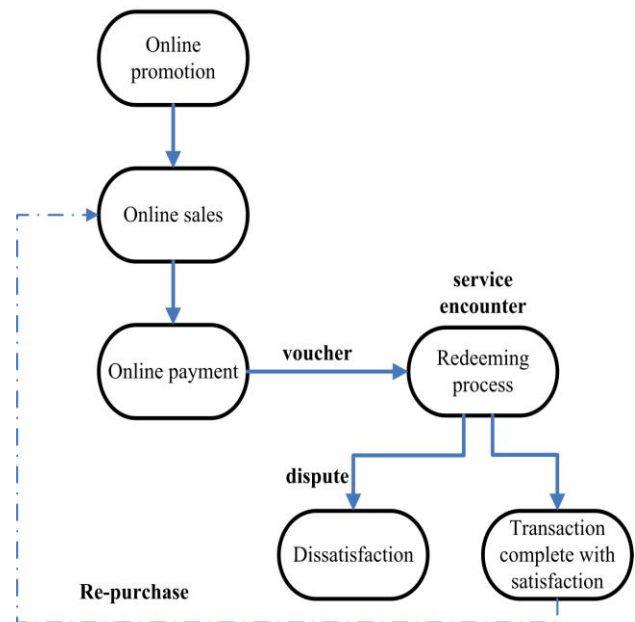 Online
promotion
Online sales
service
encounter
Online payment
voucher
Redeeming
process
dispute
Dissatisfaction
Transaction
complete with
satisfaction
Re-purchase